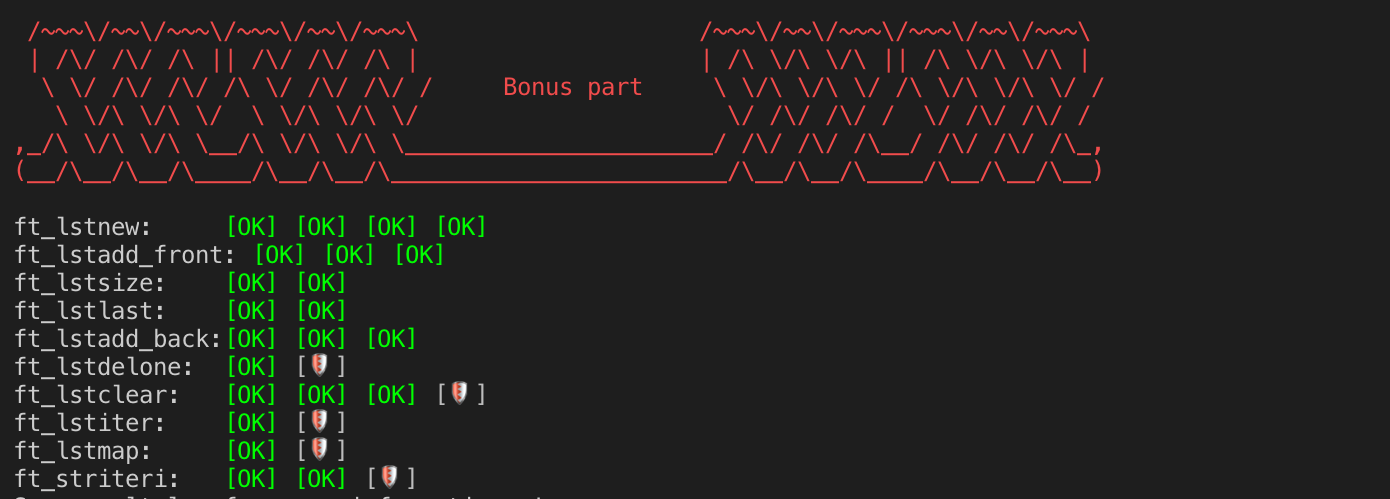 Bonus part
ft_lstnew: [OK] [OK] [OK] [OK]
ft_lstadd_front: [OK] [OK] [OK]
ft_lstsize: [OK] [OK]
ft_lstlast: [OK] [OK]
ft_lstadd_back: [OK] [OK] [OK]
ft_lstdelone: [OK] [🛡️]
ft_lstclear: [OK] [OK] [OK] [🛡️]
ft_lstiter: [OK] [🛡️]
ft_lstmap: [OK] [🛡️]
ft_striteri: [OK] [OK] [🛡️]